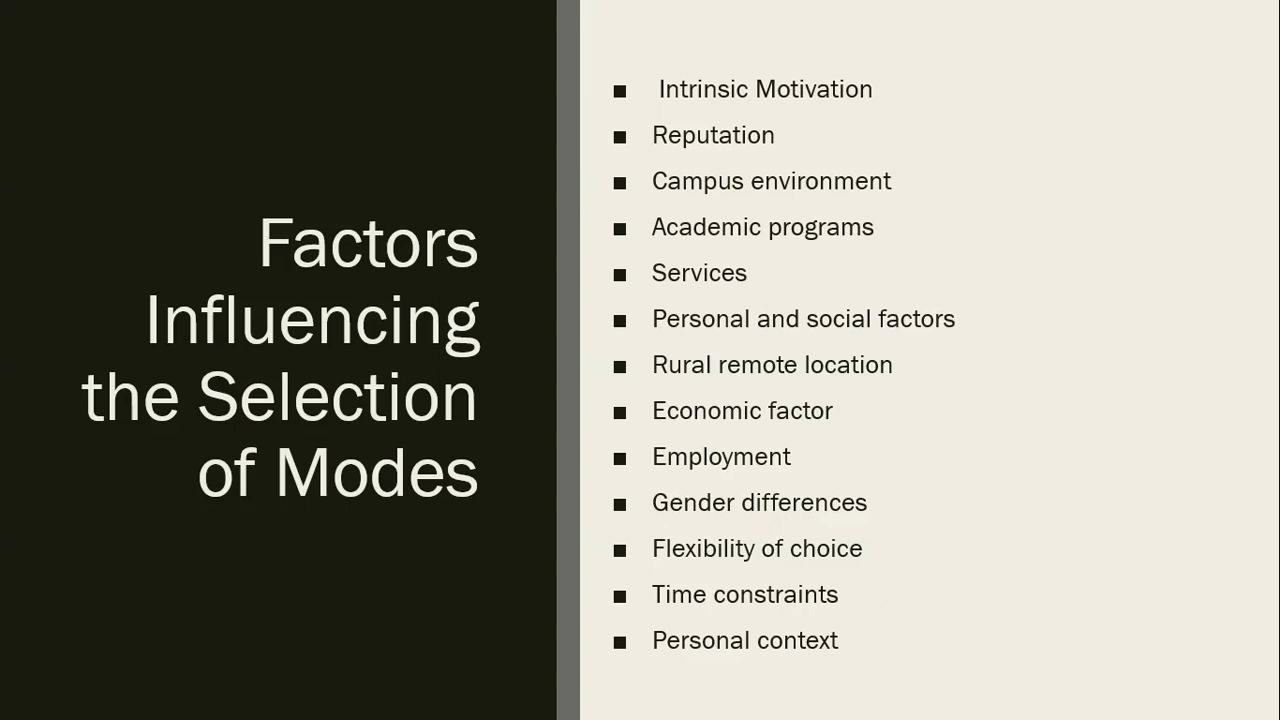 Factors
Influencing
the Selection
of Modes
■ Intrinsic Motivation
■ Reputation
■ Campus environment
■ Academic programs
■ Services
■ Personal and social factors
■ Rural remote location
■ Economic factor
■ Employment
■ Gender differences
■ Flexibility of choice
■ Time constraints
■ Personal context